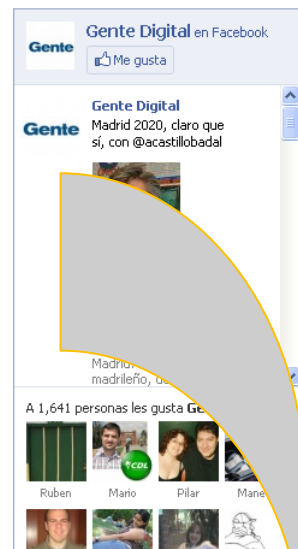 Gente
Gente Digital en Facebook
Me gusta
Gente
Gente Digital
Madrid 2020, claro que
sí, con @acastillobadal
madrileño,
A 1,641 personas les gusta
CDL
Ruben Mario Pilar